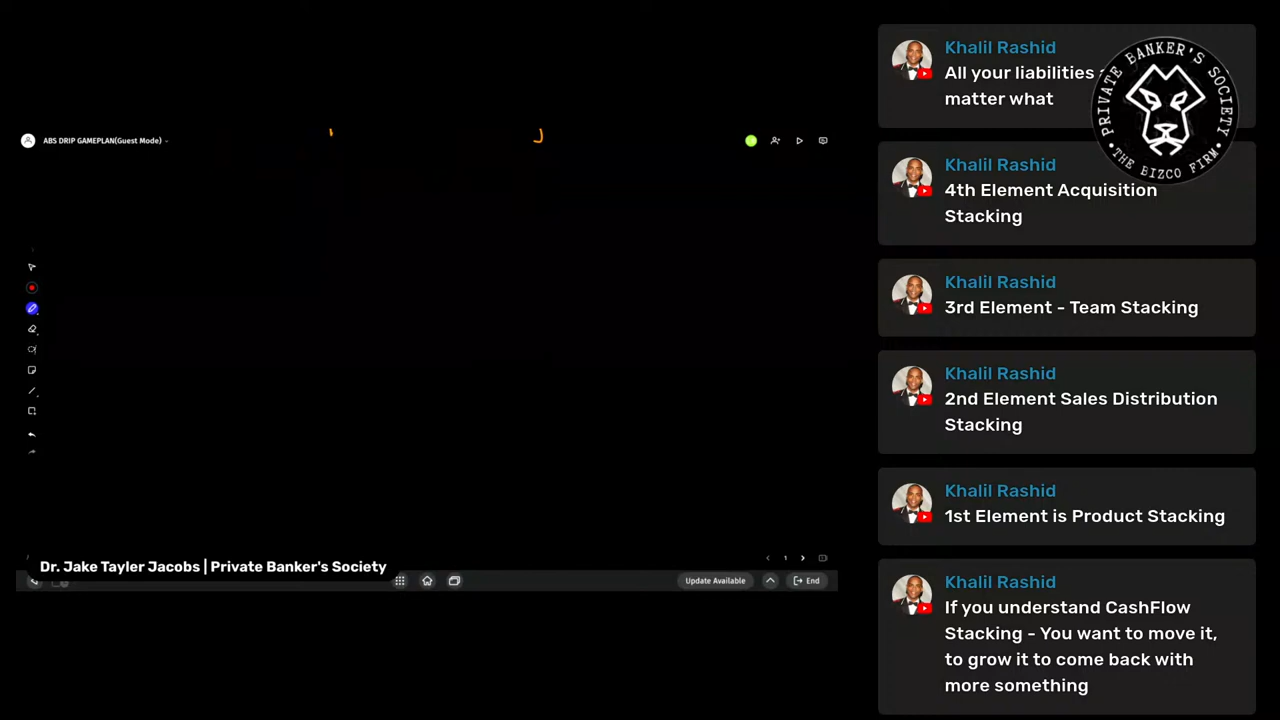 ABS DRIP GAMEPLAN(Guest Mode)
Dr. Jake Tayler Jacobs | Private Banker's Society
1
Update Available
End
Khalil Rashid
All your liabilities
matter what
Khalil Rashid
4th Element Acquisition
Stacking
Khalil Rashid
3rd Element - Team Stacking
Khalil Rashid
2nd Element Sales Distribution
Stacking
Khalil Rashid
1st Element is Product Stacking
Khalil Rashid
If you understand CashFlow
Stacking - You want to move it,
to grow it to come back with
more something
PRIVATE BANKER'S SOCIETY
• THE BIZCO FIRM •